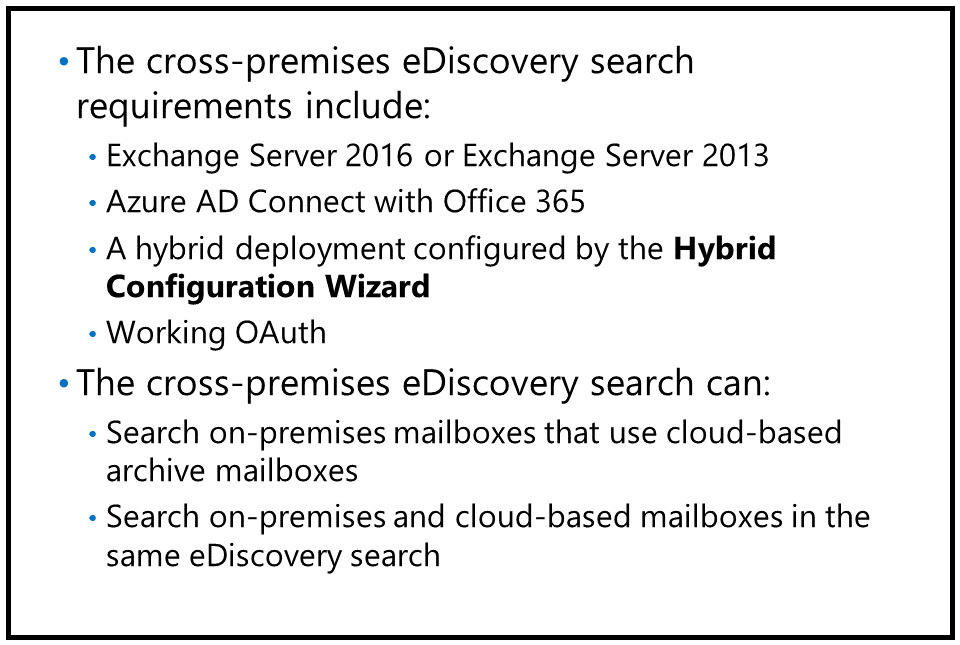 • The cross-premises eDiscovery search
requirements include:
• Exchange Server 2016 or Exchange Server 2013
• Azure AD Connect with Office 365
• A hybrid deployment configured by the Hybrid
Configuration Wizard
• Working OAuth
• The cross-premises eDiscovery search can:
• Search on-premises mailboxes that use cloud-based
archive mailboxes
• Search on-premises and cloud-based mailboxes in the
same eDiscovery search